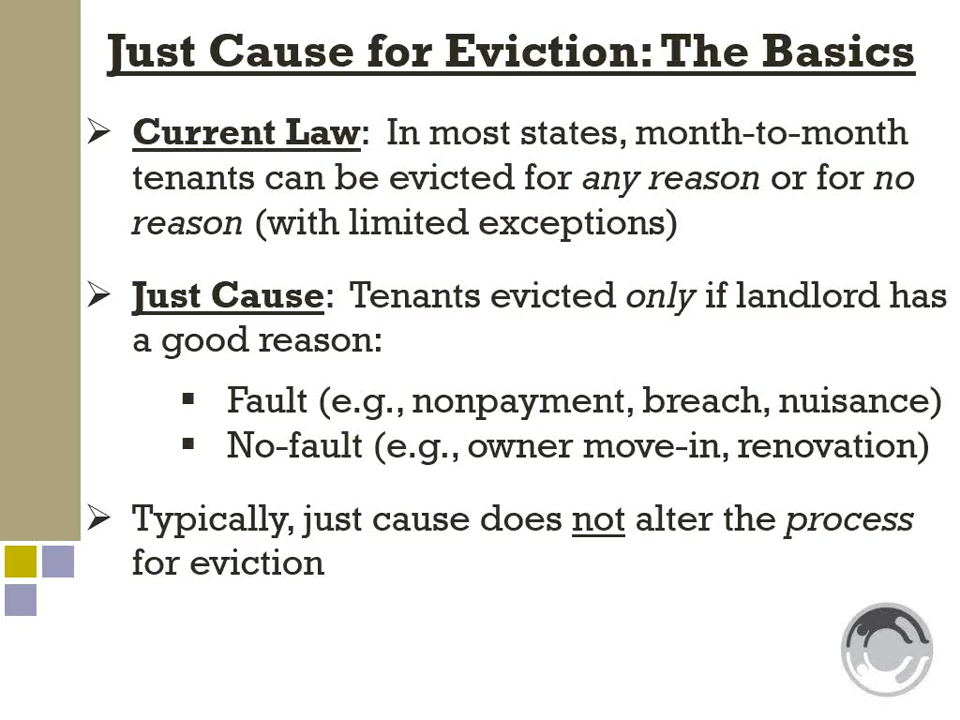 Just Cause for Eviction: The Basics
Current Law: In most states, month-to-month
tenants can be evicted for any reason or for no
reason (with limited exceptions)
Just Cause: Tenants evicted only if landlord has
a good reason:
Fault (e.g., nonpayment, breach, nuisance)
No-fault (e.g., owner move-in, renovation)
Typically, just cause does not alter the process
for eviction